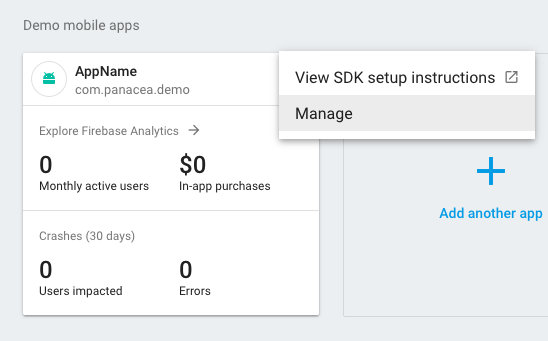 Demo mobile apps
AppName
com.panacea.demo
View SDK setup instructions
Manage
Explore Firebase Analytics
0
$0
Monthly active users
In-app purchases
Add another app
Crashes (30 days)
0
0
Users impacted
Errors